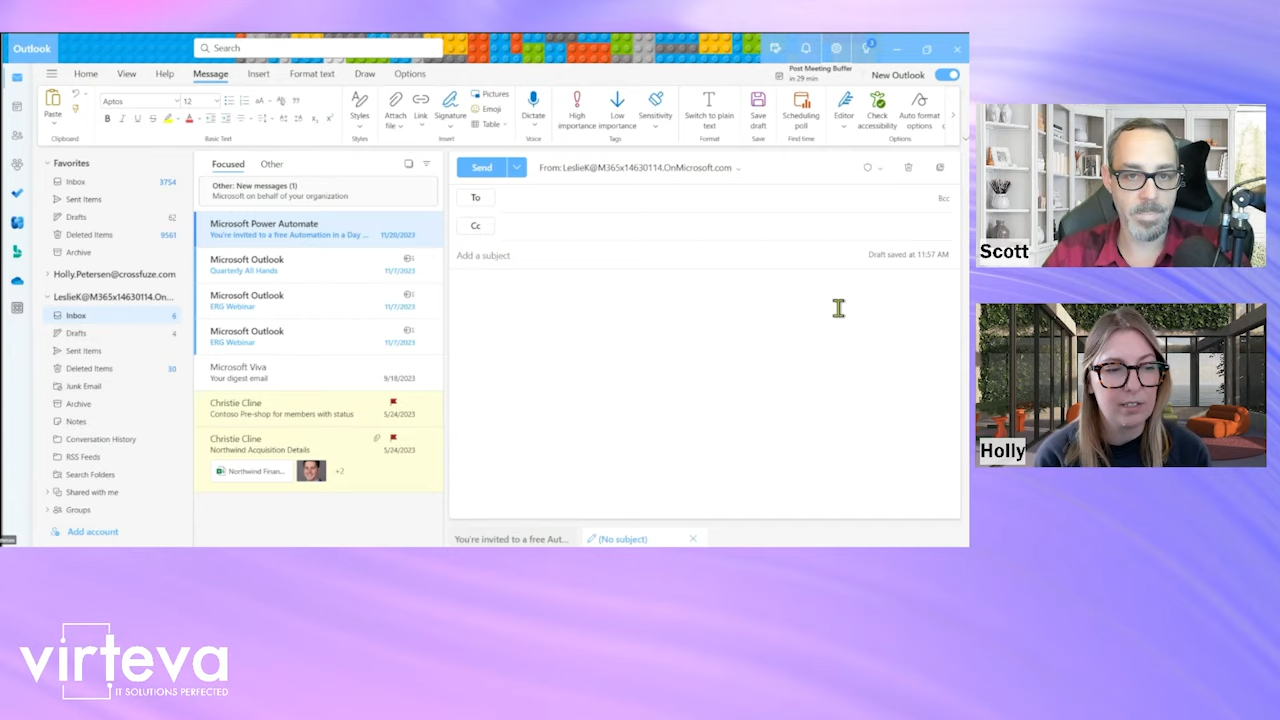 Outlook
Search
Home View Help Message Insert Format text Draw Options
Post Meeting Buffer
in 29 min
New Outlook
Paste
Clipboard
Aptos 12
Basic Text
Styles
Styles
Attach file
Link
Signature
Pictures
Emoji
Table
Insert
Dictate
Voice
High importance
Low importance
Sensitivity
Tags
Switch to plain text
Format
Save draft
Save
Scheduling poll
Find time
Editor
Check accessibility
Auto format options
Options
Favorites
Inbox 3754
Sent Items
Drafts 62
Deleted Items 9561
Archive
Holly.Petersen@crossfuze.com
LeslieK@M365x14630114.On...
Inbox 6
Drafts 4
Sent Items
Deleted Items 30
Junk Email
Archive
Notes
Conversation History
RSS Feeds
Search Folders
Shared with me
Groups
Add account
Focused Other
Other: New messages (1)
Microsoft on behalf of your organization
Microsoft Power Automate
You're invited to a free Automation in a Day ... 11/20/2023
Microsoft Outlook
Quarterly All Hands 11/7/2023
Microsoft Outlook
ERG Webinar 11/7/2023
Microsoft Outlook
ERG Webinar 11/7/2023
Microsoft Viva
Your digest email 9/18/2023
Christie Cline
Contoso Pre-shop for members with status 5/24/2023
Christie Cline
Northwind Acquisition Details 5/24/2023
Northwind Finan... +2
Send
From: LeslieK@M365x14630114.OnMicrosoft.com
To Bcc
Cc
Add a subject Draft saved at 11:57 AM
You're invited to a free Aut... (No subject)
Scott
Holly
virteva
IT SOLUTIONS PERFECTED